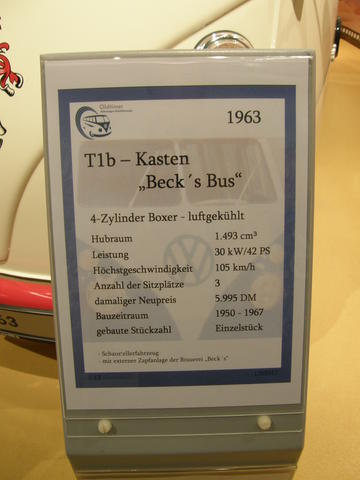 Oldtimer
1963
T1b – Kasten
„Beck´s Bus“
4-Zylinder Boxer - luftgekühlt
Hubraum 1.493 cm³
Leistung 30 kW/42 PS
Höchstgeschwindigkeit 105 km/h
Anzahl der Sitzplätze 3
damaliger Neupreis 5.995 DM
Bauzeitraum 1950 - 1967
gebaute Stückzahl Einzelstück
- Schaustellerfahrzeug
- mit externer Zapfanlage der Brauerei „Beck´s“
63